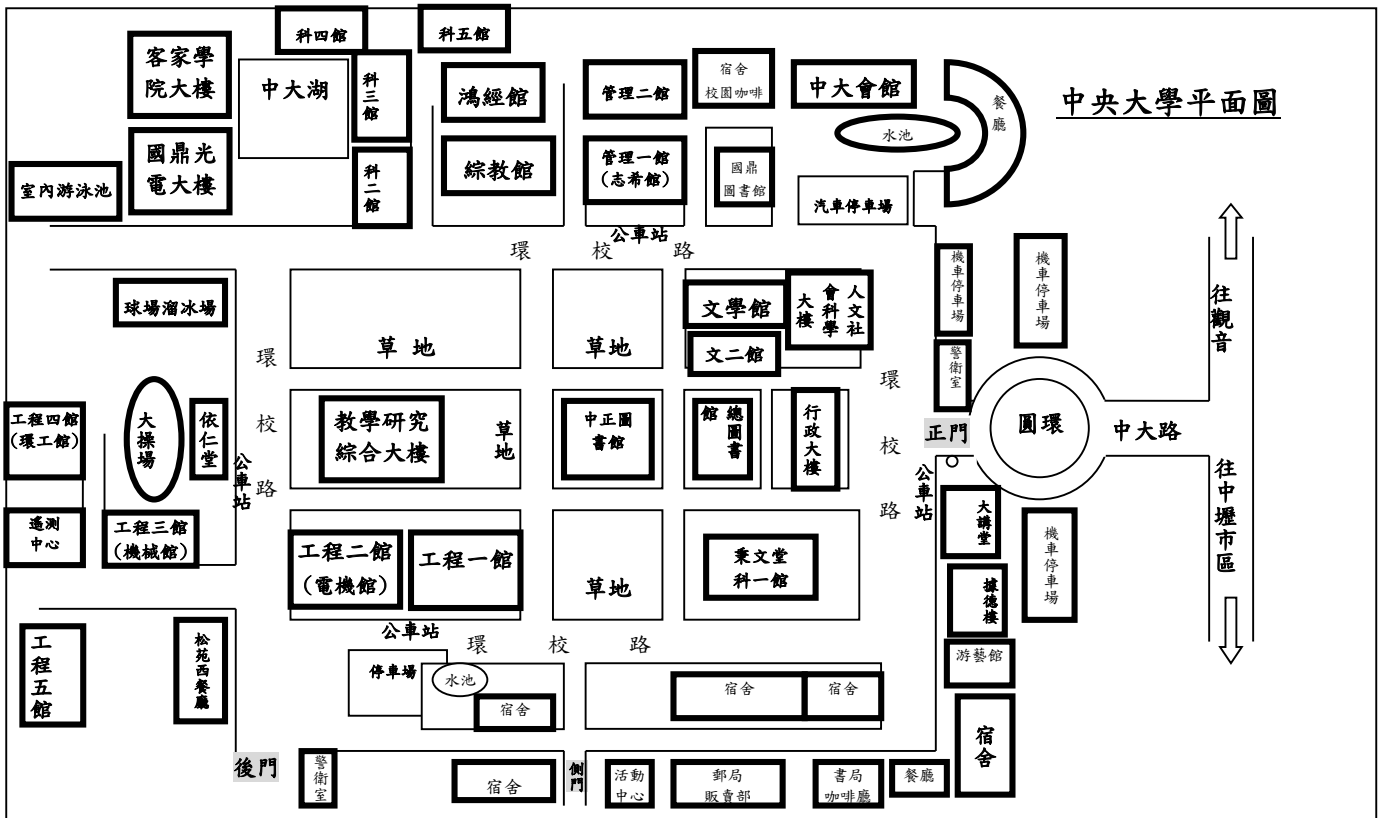 科四館
科五館
客家學
院大樓
中大湖
科三館
鴻經館
管理二館
宿舍
校園咖啡
中大會館
餐廳
中央大學平面圖
水池
國鼎光
電大樓
室內游泳池
科二館
綜教館
管理一館
(志希館)
國鼎
圖書館
汽車停車場
公車站
環校路
機車停車場
機車停車場
往觀音
球場溜冰場
草地
草地
文學館
人文社
會科學
大樓
文二館
警衛室
環校路
環校路
工程四館
(環工館)
大操場
依仁堂
公車站
教學研究
綜合大樓
草地
中正圖
書館
總圖書
館
行政大樓
正門
圓環
中大路
公車站
往中壢市區
遙測
中心
工程三館
(機械館)
工程二館
(電機館)
工程一館
草地
秉文堂
科一館
大講堂
機車停車場
據德樓
公車站
環校路
工程五館
松苑西餐廳
停車場
水池
宿舍
宿舍
宿舍
游藝館
宿舍
後門
警衛室
宿舍
側門
活動
中心
郵局
販賣部
書局
咖啡廳
餐廳